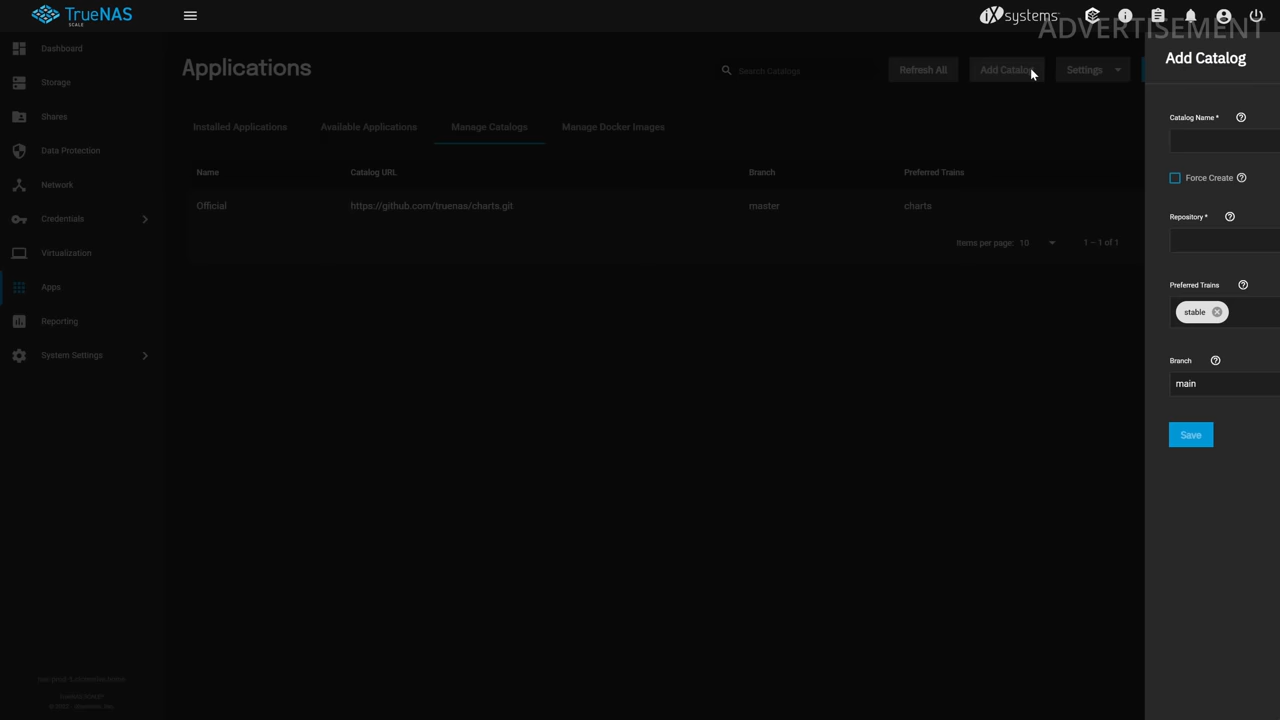 TrueNAS
SCALE
iXsystems
ADVERTISEMENT
Dashboard
Storage
Shares
Data Protection
Network
Credentials
Virtualization
Apps
Reporting
System Settings
Applications
Search Catalogs
Refresh All
Add Catalog
Settings
Installed Applications
Available Applications
Manage Catalogs
Manage Docker Images
Name Catalog URL Branch Preferred Trains
Official https://github.com/truenas/charts.git master charts
Items per page: 10 1 – 1 of 1
Add Catalog
Catalog Name *
Force Create
Repository *
Preferred Trains
stable
Branch
main
Save